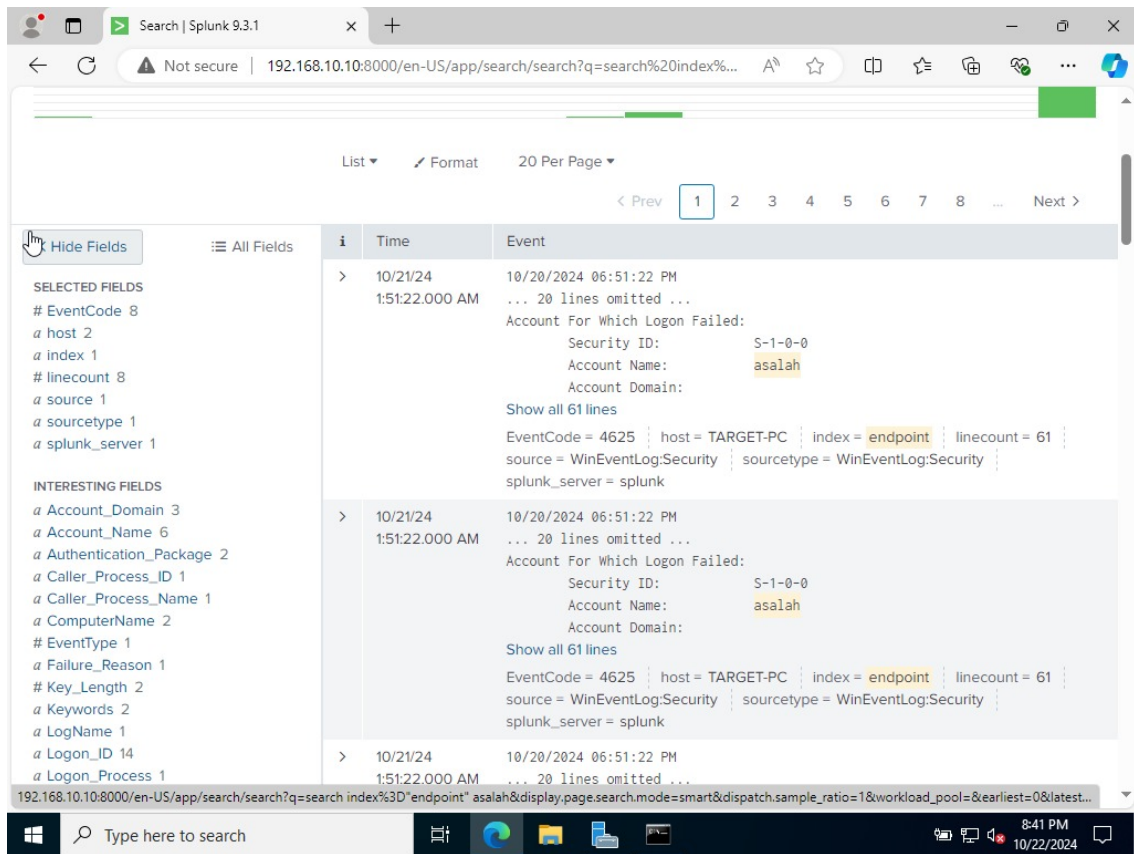 Search | Splunk 9.3.1
Not secure 192.168.10.10:8000/en-US/app/search/search?q=search%20index%...
List Format 20 Per Page
< Prev 1 2 3 4 5 6 7 8 ... Next >
Hide Fields All Fields
SELECTED FIELDS
# EventCode 8
a host 2
a index 1
# linecount 8
a source 1
a sourcetype 1
a splunk_server 1
INTERESTING FIELDS
a Account_Domain 3
a Account_Name 6
a Authentication_Package 2
a Caller_Process_ID 1
a Caller_Process_Name 1
a ComputerName 2
# EventType 1
a Failure_Reason 1
# Key_Length 2
a Keywords 2
a LogName 1
a Logon_ID 14
a Logon_Process 1
i Time Event
> 10/21/24 10/20/2024 06:51:22 PM
1:51:22.000 AM ... 20 lines omitted ...
Account For Which Logon Failed:
Security ID: S-1-0-0
Account Name: asalah
Account Domain:
Show all 61 lines
EventCode = 4625 host = TARGET-PC index = endpoint linecount = 61
source = WinEventLog:Security sourcetype = WinEventLog:Security
splunk_server = splunk
> 10/21/24 10/20/2024 06:51:22 PM
1:51:22.000 AM ... 20 lines omitted ...
Account For Which Logon Failed:
Security ID: S-1-0-0
Account Name: asalah
Account Domain:
Show all 61 lines
EventCode = 4625 host = TARGET-PC index = endpoint linecount = 61
source = WinEventLog:Security sourcetype = WinEventLog:Security
splunk_server = splunk
> 10/21/24 10/20/2024 06:51:22 PM
1:51:22.000 AM ... 20 lines omitted ...
192.168.10.10:8000/en-US/app/search/search?q=search index%3D"endpoint" asalah&display.page.search.mode=smart&dispatch.sample_ratio=1&workload_pool=&earliest=0&latest...
Type here to search
8:41 PM
10/22/2024